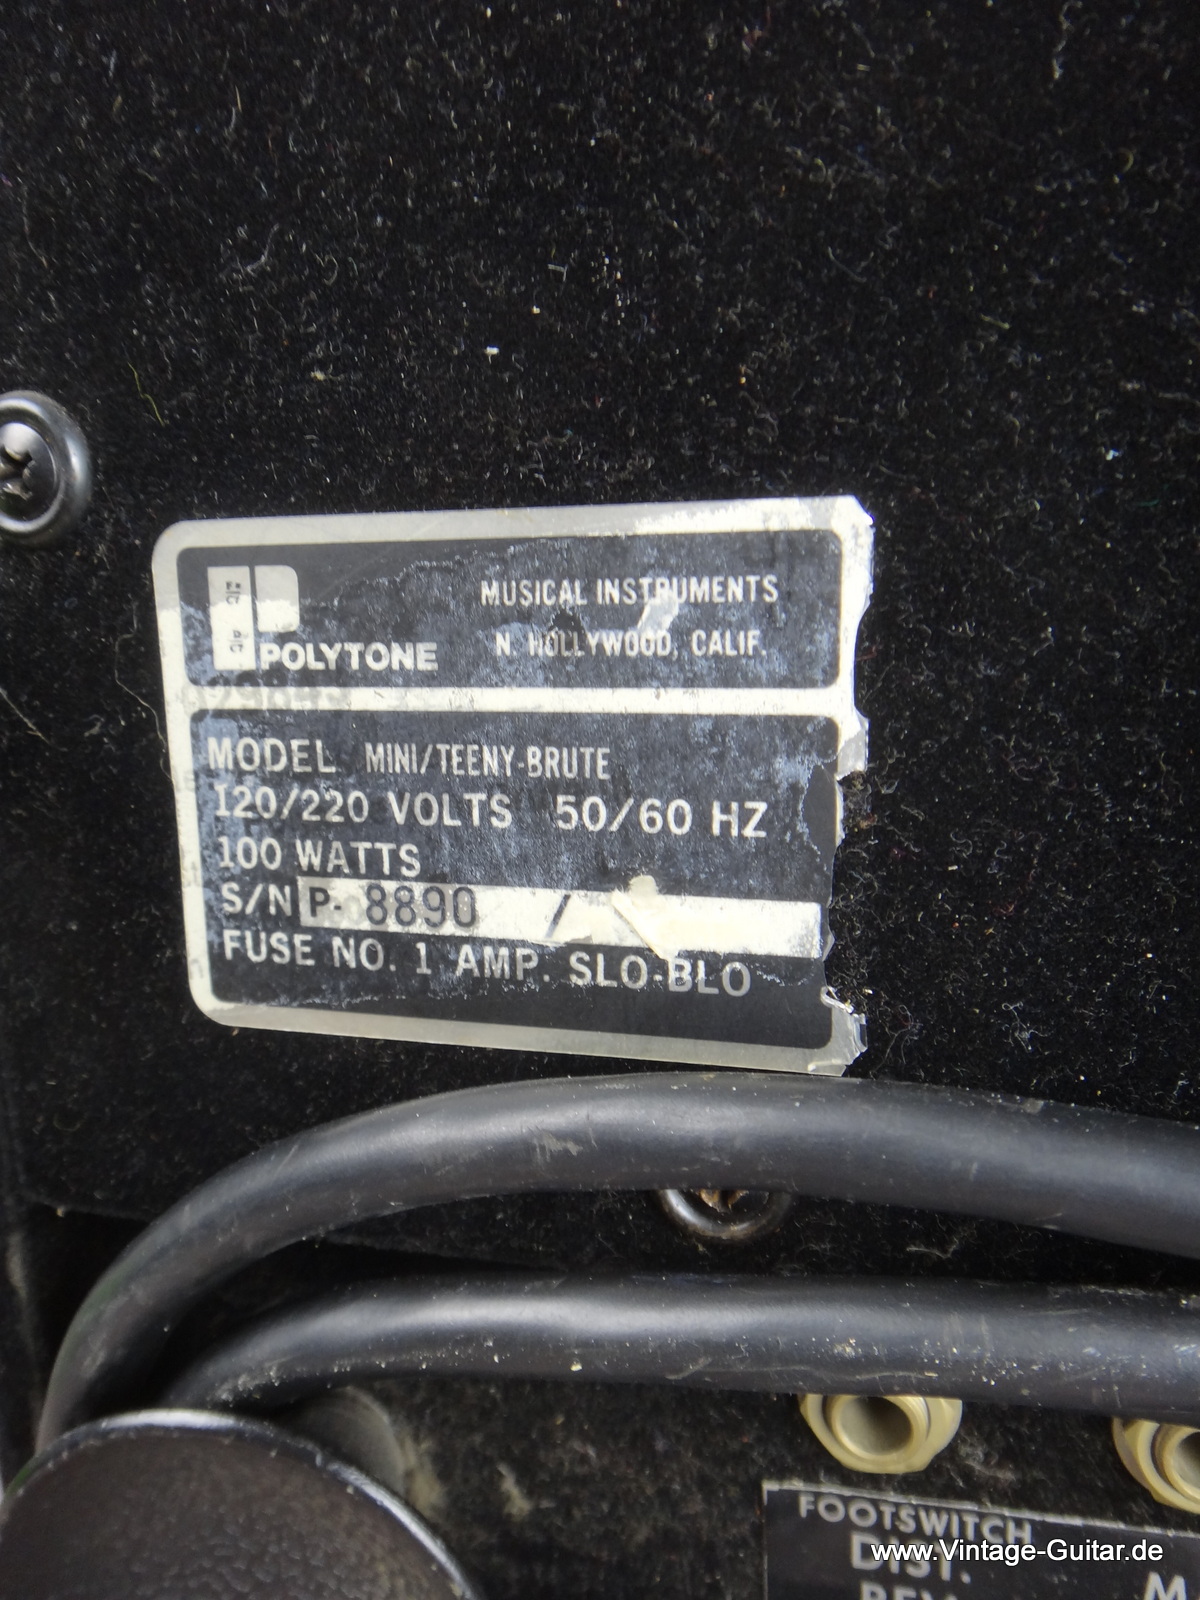 POLYTONE
MUSICAL INSTRUMENTS
N. HOLLYWOOD, CALIF.
MODEL MINI/TEENY-BRUTE
120/220 VOLTS 50/60 HZ
100 WATTS
S/N P- 8890 /
FUSE NO. 1 AMP. SLO-BLO
FOOTSWITCH
DIST.
REV
M
www.Vintage-Guitar.de